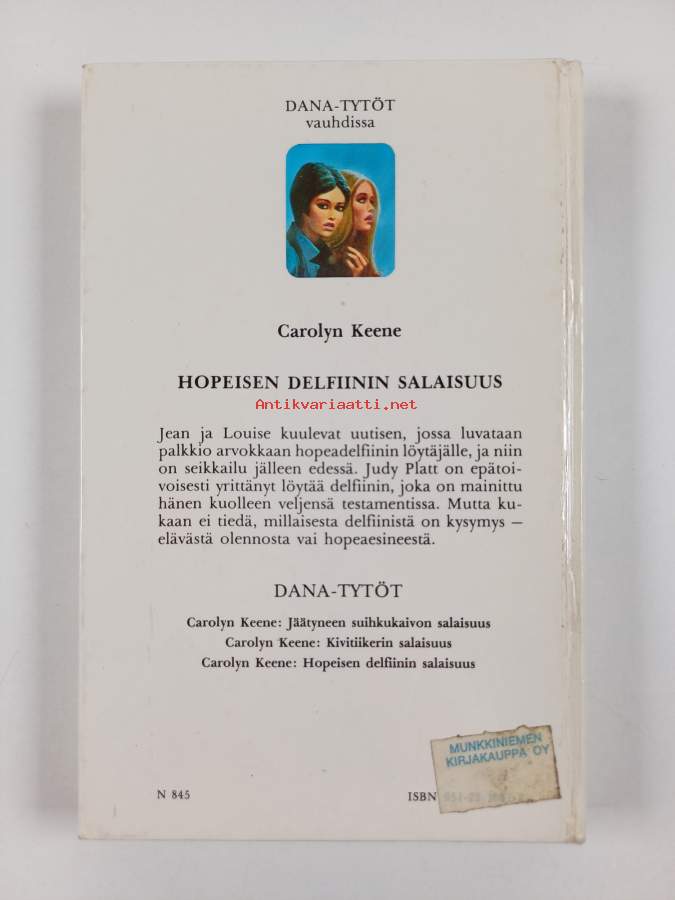 DANA-TYTÖT
vauhdissa
Carolyn Keene
HOPEISEN DELFIININ SALAISUUS
Antikvariaatti.net
Jean ja Louise kuulevat uutisen, jossa luvataan
palkkio arvokkaan hopeadelfiinin löytäjälle, ja niin
on seikkailu jälleen edessä. Judy Platt on epätoi-
voisesti yrittänyt löytää delfiinin, joka on mainittu
hänen kuolleen veljensä testamentissa. Mutta ku-
kaan ei tiedä, millaisesta delfiinistä on kysymys –
elävästä olennosta vai hopeaesineestä.
DANA-TYTÖT
Carolyn Keene: Jäätyneen suihkukaivon salaisuus
Carolyn Keene: Kivitiikerin salaisuus
Carolyn Keene: Hopeisen delfiinin salaisuus
MUNKKINIEMEN
KIRJAKAUPPA OY
N 845
ISBN